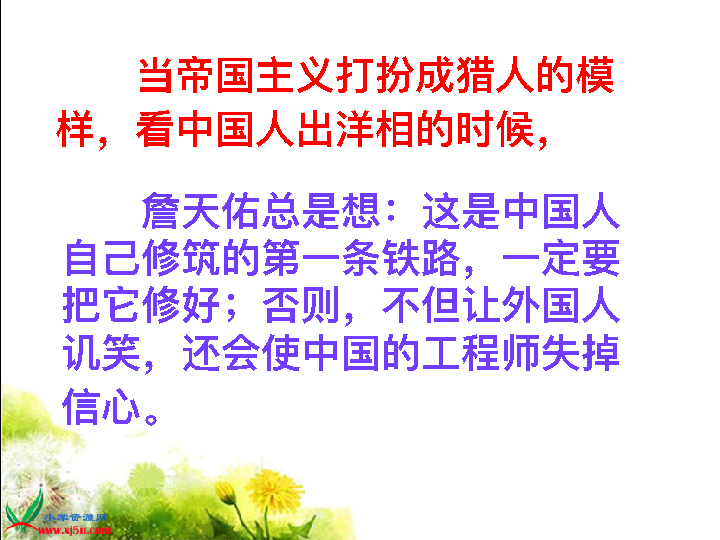 当帝国主义打扮成猎人的模
样，看中国人出洋相的时候，
詹天佑总是想：这是中国人
自己修筑的第一条铁路，一定要
把它修好；否则，不但让外国人
讥笑，还会使中国的工程师失掉
信心。
小学资源网
www.xj5u.com